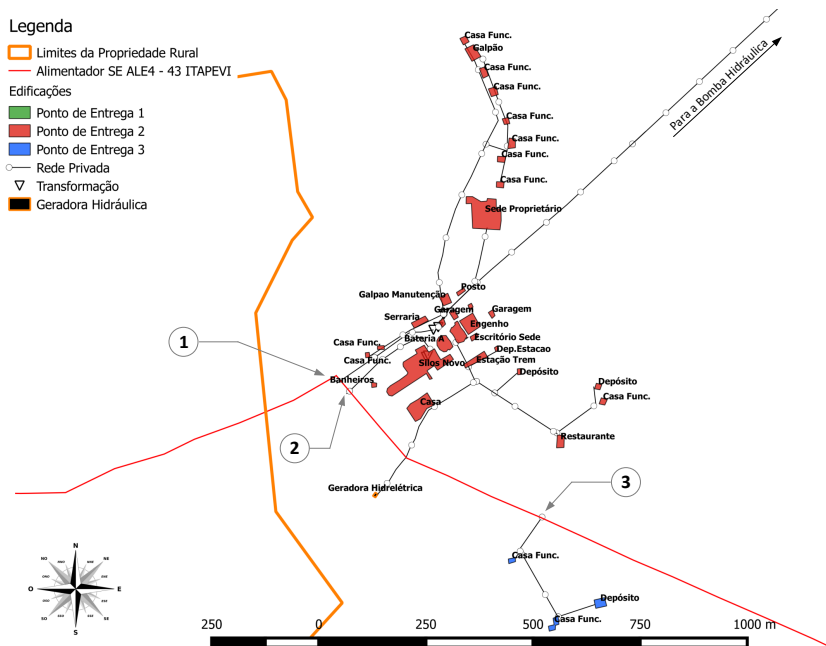 Legenda
Limites da Propriedade Rural
Alimentador SE ALE4 - 43 ITAPEVI
Edificações
Ponto de Entrega 1
Ponto de Entrega 2
Ponto de Entrega 3
Rede Privada
Transformação
Geradora Hidráulica
Casa Func.
Galpão
Casa Func.
Casa Func.
Casa Func.
Casa Func.
Casa Func.
Casa Func.
Para a Bomba Hidráulica
Sede Proprietário
Posto
Galpao Manutenção
Garagem
Garagem
Serraria
Engenho
Bateria A
Escritório Sede
Casa Func.
Dep.Estacao
Casa Func.
Silos Novo
Estação Trem
Depósito
Banheiros
Depósito
Casa Func.
Casa
Restaurante
Geradora Hidrelétrica
1
2
3
Casa Func.
Depósito
Casa Func.
N
NO
NE
O
E
SO
SE
S
250
0
250
500
750
1000 m